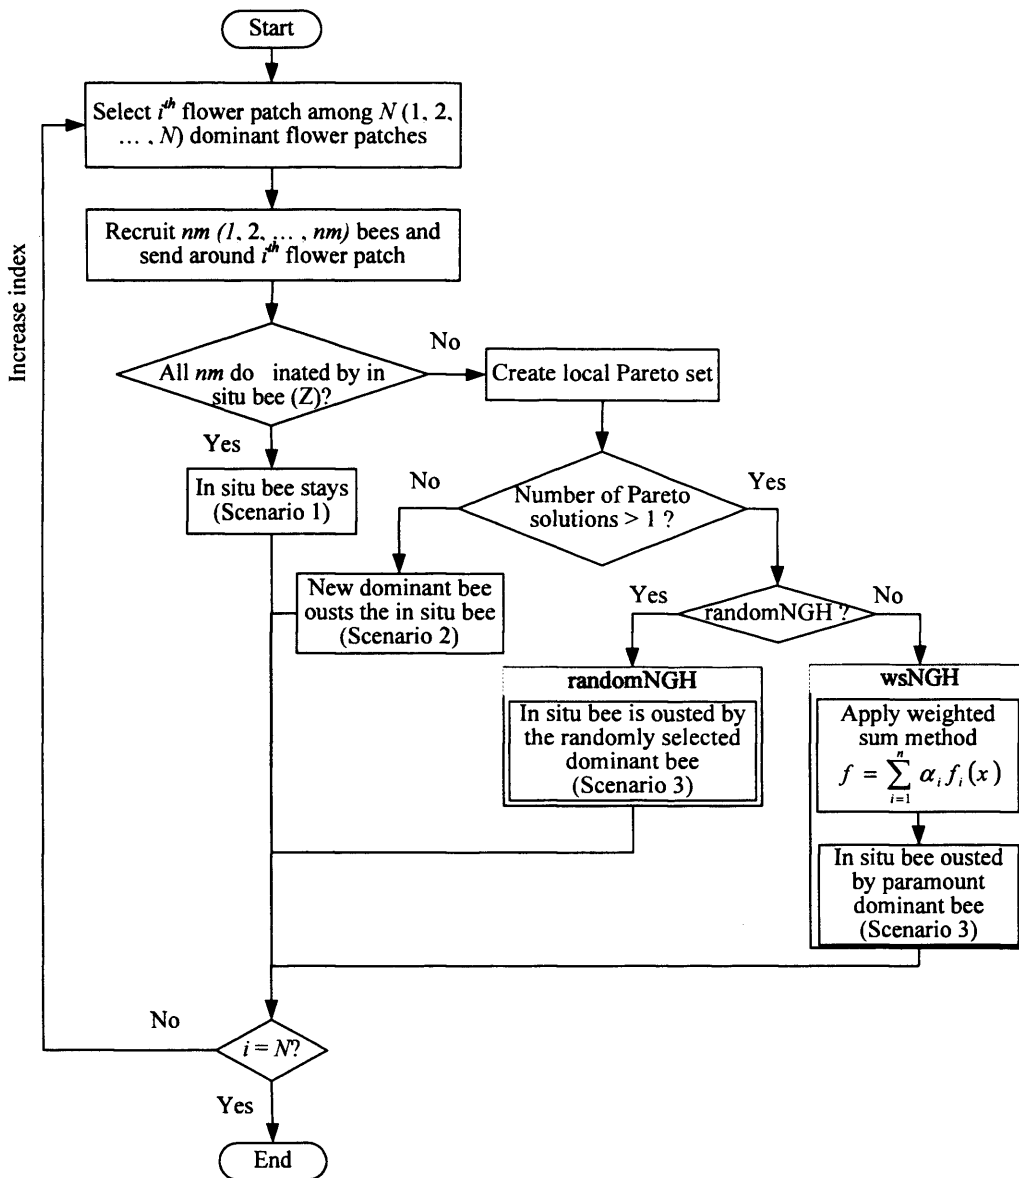 Start
Select i^th flower patch among N (1, 2,
... , N) dominant flower patches
Recruit nm (1, 2, ... , nm) bees and
send around i^th flower patch
Increase index
No
All nm do inated by in
situ bee (Z)?
Create local Pareto set
Yes
In situ bee stays
(Scenario 1)
No
Number of Pareto
solutions > 1 ?
Yes
New dominant bee
ousts the in situ bee
(Scenario 2)
Yes
randomNGH ?
No
randomNGH
In situ bee is ousted by
the randomly selected
dominant bee
(Scenario 3)
wsNGH
Apply weighted
sum method
f = \sum_{i=1}^{n} α_i f_i(x)
In situ bee ousted
by paramount
dominant bee
(Scenario 3)
No
i = N?
Yes
End